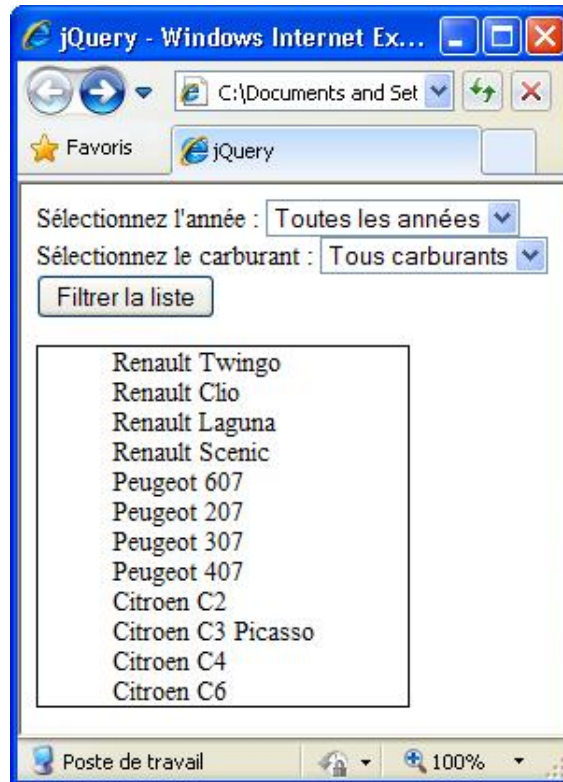 jQuery - Windows Internet Ex...
C:\Documents and Set
Favoris
jQuery
Sélectionnez l'année : Toutes les années
Sélectionnez le carburant : Tous carburants
Filtrer la liste
Renault Twingo
Renault Clio
Renault Laguna
Renault Scenic
Peugeot 607
Peugeot 207
Peugeot 307
Peugeot 407
Citroen C2
Citroen C3 Picasso
Citroen C4
Citroen C6
Poste de travail
100%